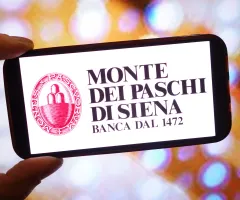 MONTE
DEI PASCHI
DI SIENA
BANCA DAL 1472